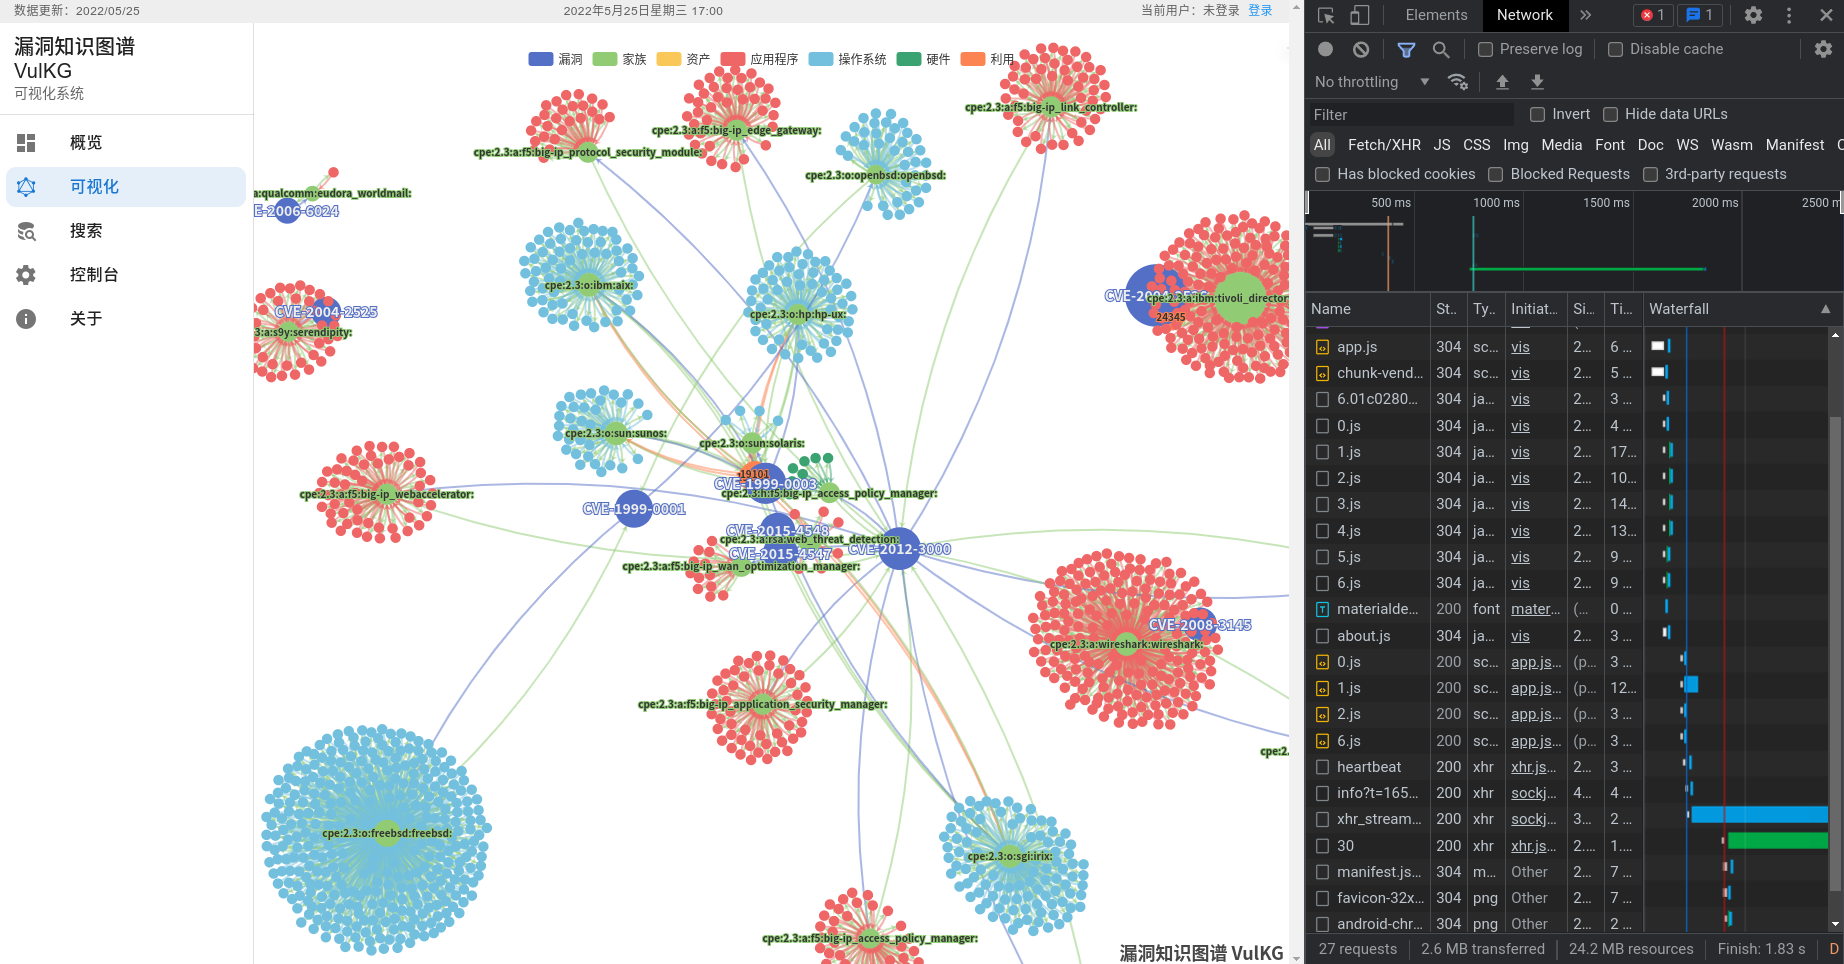 数据更新：2022/05/25
2022年5月25日星期三 17:00
当前用户：未登录 登录
漏洞知识图谱
VulKG
可视化系统
概览
可视化
搜索
控制台
关于
漏洞 家族 资产 应用程序 操作系统 硬件 利用
cpe:2.3:a:f5:big-ip_link_controller:
cpe:2.3:a:f5:big-ip_edge_gateway:
cpe:2.3:a:f5:big-ip_protocol_security_module:
cpe:2.3:o:openbsd:openbsd:
a:qualcomm:eudora_worldmail:
E-2006-6024
cpe:2.3:o:ibm:aix:
cpe:2.3:a:ibm:tivoli_director
24345
CVE-2004-2525
cpe:2.3:o:hp:hp-ux:
3:a:s9y:serendipity:
cpe:2.3:o:sun:sunos:
cpe:2.3:o:sun:solaris:
19101
CVE-1999-0003
cpe:2.3:h:f5:big-ip_access_policy_manager:
cpe:2.3:a:f5:big-ip_webaccelerator:
CVE-1999-0001
CVE-2015-4548
cpe:2.3:a:rsa:web_threat_detection:
CVE-2012-3000
CVE-2015-4547
cpe:2.3:a:f5:big-ip_wan_optimization_manager:
CVE-2008-3145
cpe:2.3:a:wireshark:wireshark:
cpe:2.3:a:f5:big-ip_application_security_manager:
cpe:2.
cpe:2.3:o:freebsd:freebsd:
cpe:2.3:o:sgi:irix:
cpe:2.3:a:f5:big-ip_access_policy_manager:
漏洞知识图谱 VulKG
Elements Network 1 1
Preserve log Disable cache
No throttling
Filter Invert Hide data URLs
All Fetch/XHR JS CSS Img Media Font Doc WS Wasm Manifest
Has blocked cookies Blocked Requests 3rd-party requests
500 ms 1000 ms 1500 ms 2000 ms 2500 m
Name St.. Ty.. Initiat... Si... Ti... Waterfall
app.js 304 sc... vis 2... 6 ...
chunk-vend... 304 sc... vis 2... 5 ...
6.01c0280... 304 ja... vis 2... 3 ...
0.js 304 ja... vis 2... 4 ...
1.js 304 ja... vis 2... 17...
2.js 304 ja... vis 2... 10...
3.js 304 ja... vis 2... 14...
4.js 304 ja... vis 2... 13...
5.js 304 ja... vis 2... 9 ...
6.js 304 ja... vis 2... 9 ...
materialde... 200 font mater... (... 0 ...
about.js 304 ja... vis 2... 3 ...
0.js 200 sc... app.js... (p... 3 ...
1.js 200 sc... app.js... (p... 12...
2.js 200 sc... app.js... (p... 3 ...
6.js 200 sc... app.js... (p... 3 ...
heartbeat 200 xhr xhr.js... 2... 3 ...
info?t=165... 200 xhr sockj... 4... 4 ...
xhr_stream... 200 xhr sockj... 3... 2 ...
30 200 xhr xhr.js... 2.... 1....
manifest.js... 304 m... Other 2... 7 ...
favicon-32x... 304 png Other 2... 7 ...
android-chr... 304 png Other 2... 2 ...
27 requests 2.6 MB transferred 24.2 MB resources Finish: 1.83 s D